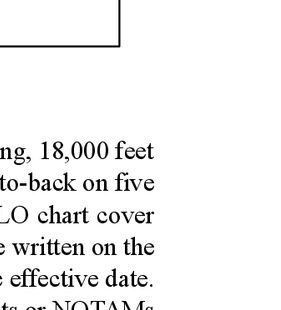 ng, 18,000 feet
to-back on five
LO chart cover
e written on the
e effective date.
ts or NOTAMs